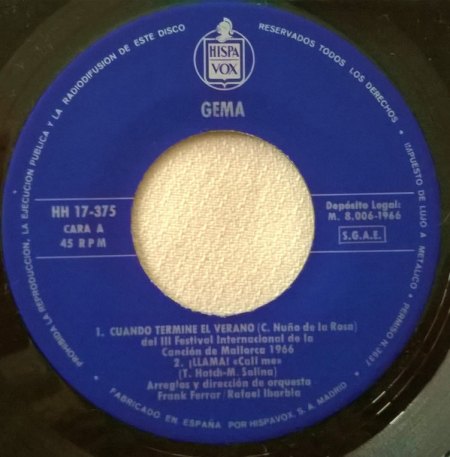 HISPA
VOX
GEMA
HH 17-375
CARA A
45 RPM
Depósito Legal:
M. 8.006-1966
S.G.A.E.
1. CUANDO TERMINE EL VERANO (C. Nuño de la Rosa)
del III Festival Internacional de la
Canción de Mallorca 1966
2. ¡LLAMA! «Call me»
(T. Hatch-M. Salina)
Arreglos y dirección de orquesta
Frank Ferrar/Rafael Ibarbia
RESERVADOS TODOS LOS DERECHOS • IMPUESTO DE LUJO A METALICO • PERMISO N. 3631
• FABRICADO EN ESPAÑA POR HISPAVOX, S. A. MADRID •
PROHIBIDA LA REPRODUCCION, LA EJECUCION PUBLICA Y LA RADIODIFUSION DE ESTE DISCO